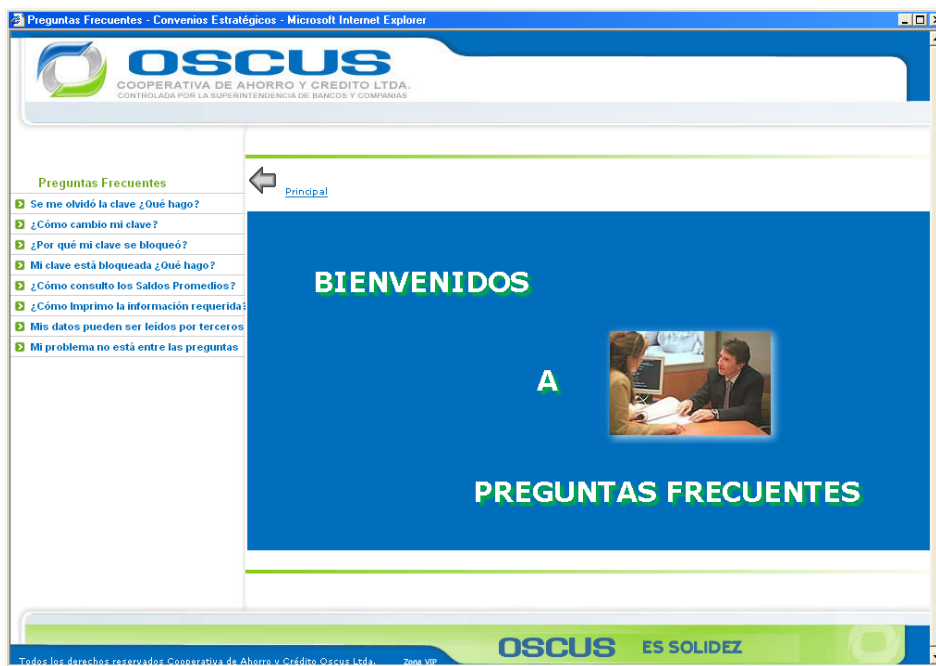 Preguntas Frecuentes - Convenios Estratégicos - Microsoft Internet Explorer
OSCUS
COOPERATIVA DE AHORRO Y CREDITO LTDA.
CONTROLADA POR LA SUPERINTENDENCIA DE BANCOS Y COMPAÑIAS
Preguntas Frecuentes
Se me olvidó la clave ¿Qué hago?
¿Cómo cambio mi clave?
¿Por qué mi clave se bloqueó?
Mi clave está bloqueada ¿Qué hago?
¿Cómo consulto los Saldos Promedios?
¿Cómo Imprimo la información requerida?
Mis datos pueden ser leídos por terceros
Mi problema no está entre las preguntas
Principal
BIENVENIDOS
A
PREGUNTAS FRECUENTES
OSCUS ES SOLIDEZ
Todos los derechos reservados Cooperativa de Ahorro y Crédito Oscus Ltda. Zona VIP